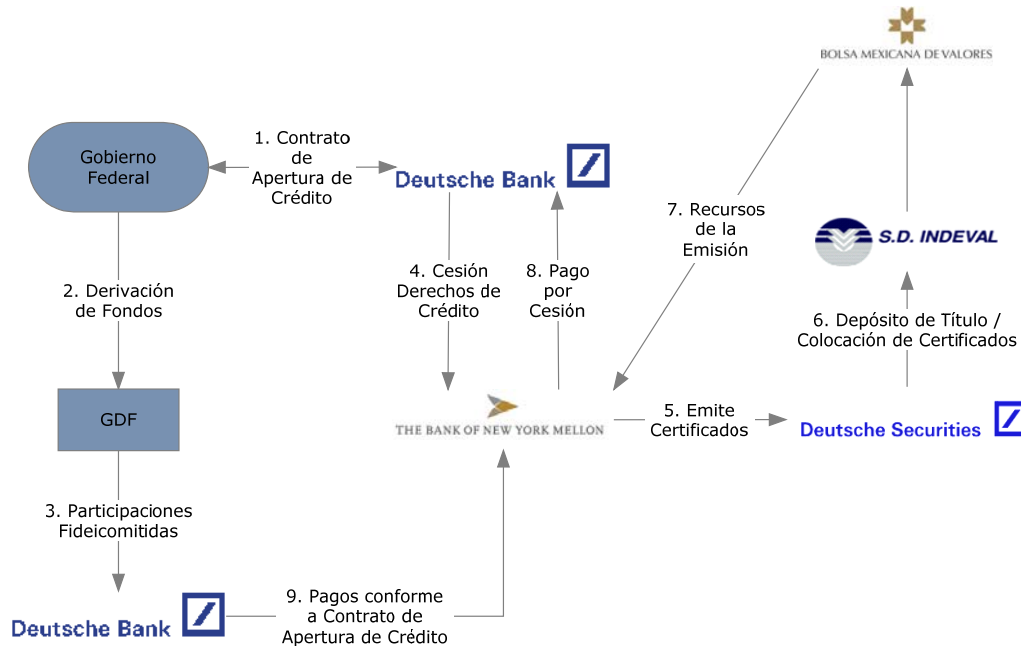 BOLSA MEXICANA DE VALORES
Gobierno
Federal
1. Contrato
de
Apertura de
Crédito
Deutsche Bank
7. Recursos
de la
Emisión
S.D. INDEVAL
2. Derivación
de Fondos
4. Cesión
Derechos de
Crédito
8. Pago
por
Cesión
6. Depósito de Título /
Colocación de Certificados
GDF
THE BANK OF NEW YORK MELLON
5. Emite
Certificados
Deutsche Securities
3. Participaciones
Fideicomitidas
Deutsche Bank
9. Pagos conforme
a Contrato de
Apertura de Crédito